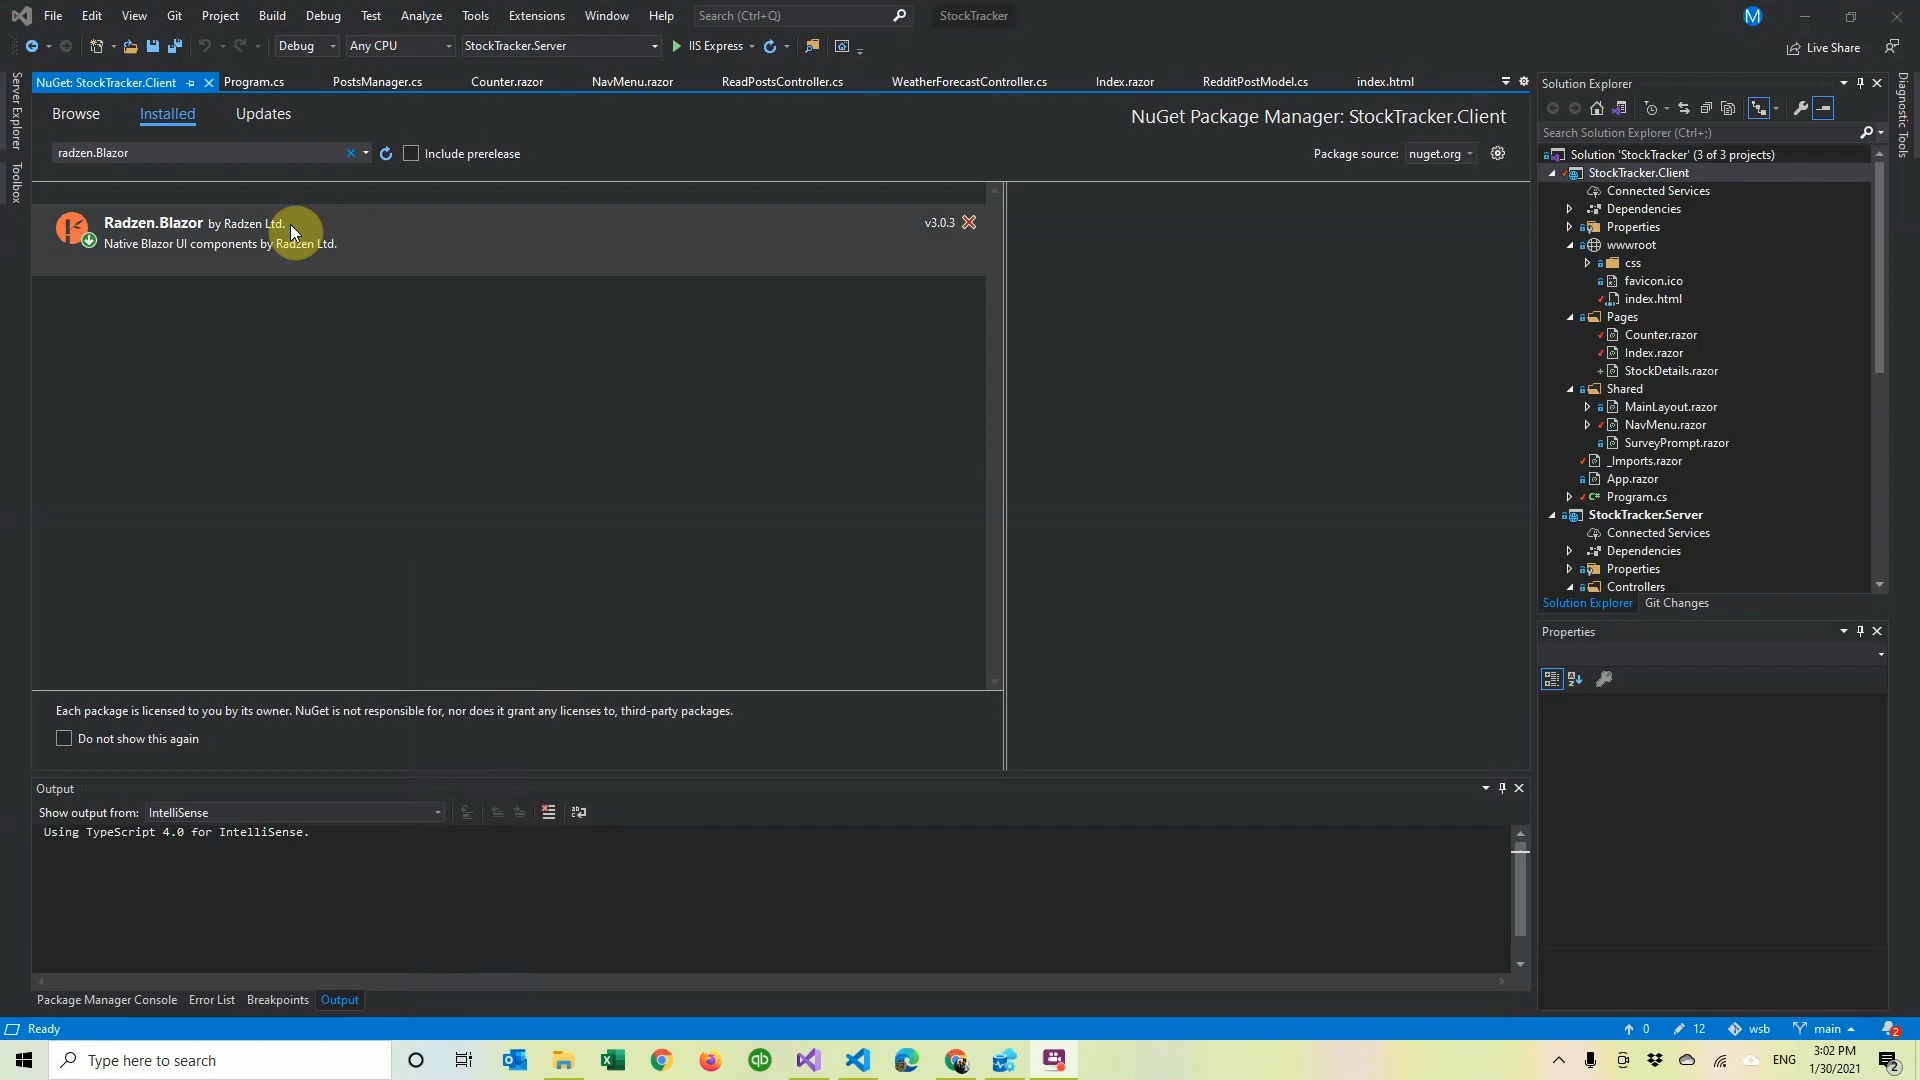 File Edit View Git Project Build Debug Test Analyze Tools Extensions Window Help Search (Ctrl+Q) StockTracker M
Debug Any CPU StockTracker.Server IIS Express Live Share
NuGet: StockTracker.Client Program.cs PostsManager.cs Counter.razor NavMenu.razor ReadPostsController.cs WeatherForecastController.cs Index.razor RedditPostModel.cs index.html
Server Explorer
Toolbox
Browse Installed Updates
NuGet Package Manager: StockTracker.Client
radzen.Blazor Include prerelease
Package source: nuget.org
Radzen.Blazor by Radzen Ltd. v3.0.3
Native Blazor UI components by Radzen Ltd.
Each package is licensed to you by its owner. NuGet is not responsible for, nor does it grant any licenses to, third-party packages.
Do not show this again
Output
Show output from: IntelliSense
Using TypeScript 4.0 for IntelliSense.
Package Manager Console Error List Breakpoints Output
Solution Explorer
Diagnostic Tools
Search Solution Explorer (Ctrl+;)
Solution 'StockTracker' (3 of 3 projects)
StockTracker.Client
Connected Services
Dependencies
Properties
wwwroot
css
favicon.ico
index.html
Pages
Counter.razor
Index.razor
StockDetails.razor
Shared
MainLayout.razor
NavMenu.razor
SurveyPrompt.razor
_Imports.razor
App.razor
C# Program.cs
StockTracker.Server
Connected Services
Dependencies
Properties
Controllers
Solution Explorer Git Changes
Properties
Ready 0 12 wsb main 2
Type here to search
ENG
3:02 PM
1/30/2021
2